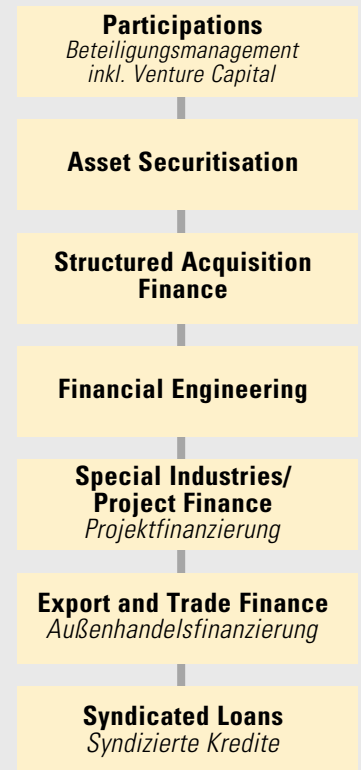 Participations
Beteiligungsmanagement
inkl. Venture Capital
Asset Securitisation
Structured Acquisition
Finance
Financial Engineering
Special Industries/
Project Finance
Projektfinanzierung
Export and Trade Finance
Außenhandelsfinanzierung
Syndicated Loans
Syndizierte Kredite